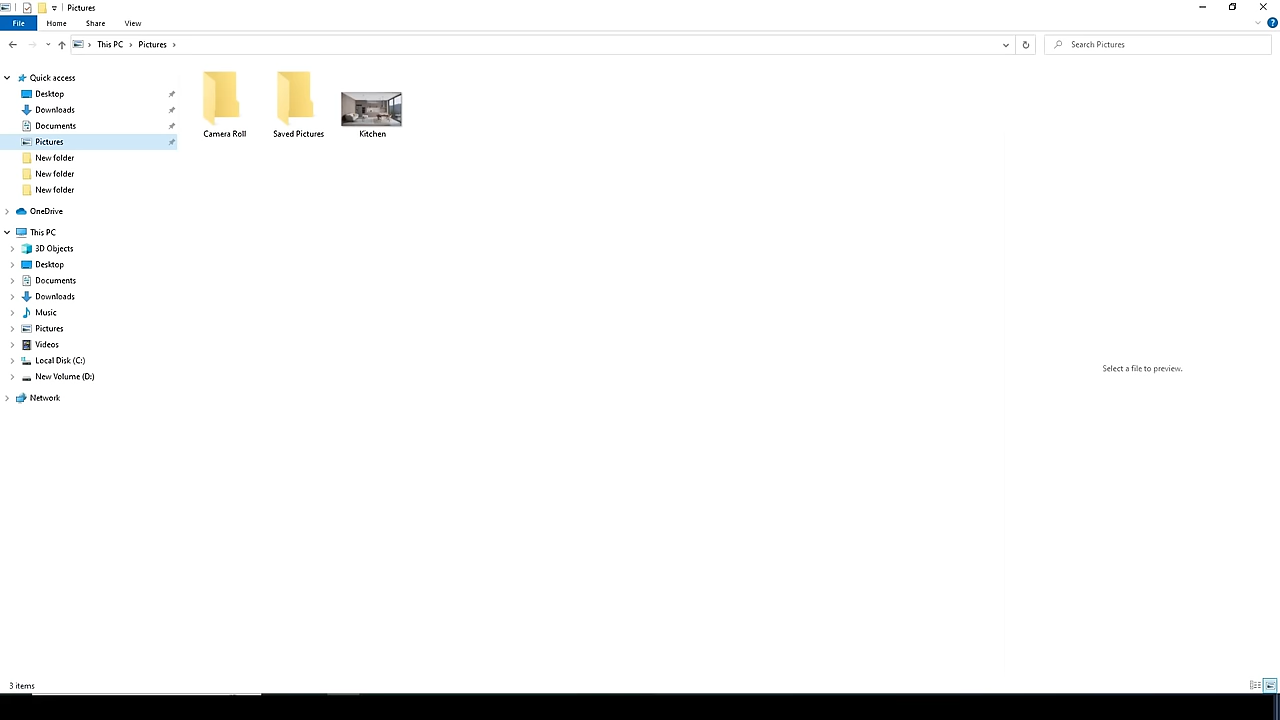 Pictures
File Home Share View
This PC Pictures
Search Pictures
Quick access
Desktop
Downloads
Documents
Pictures
New folder
New folder
New folder
OneDrive
This PC
3D Objects
Desktop
Documents
Downloads
Music
Pictures
Videos
Local Disk (C:)
New Volume (D:)
Network
Camera Roll Saved Pictures Kitchen
Select a file to preview.
3 items